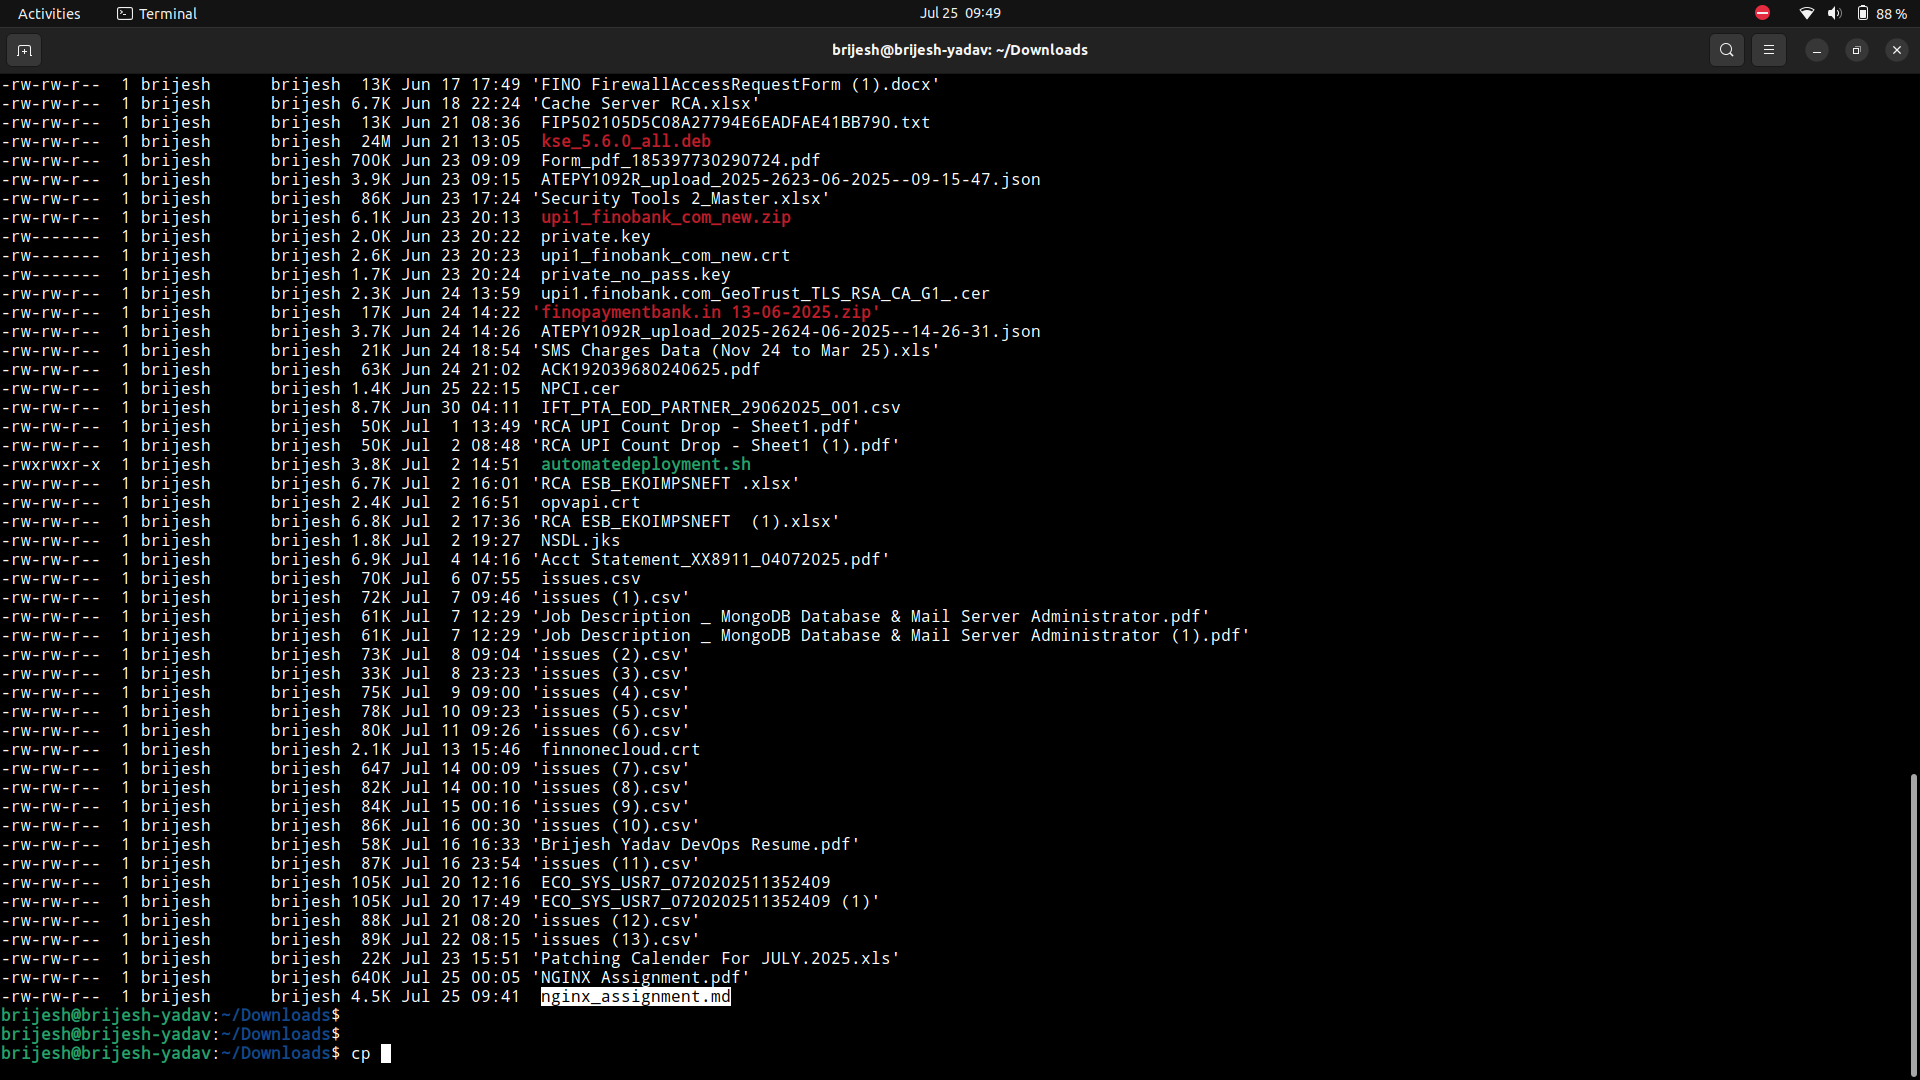 Activities Terminal Jul 25 09:49 88 %
brijesh@brijesh-yadav: ~/Downloads
-rw-rw-r-- 1 brijesh brijesh 13K Jun 17 17:49 'FINO FirewallAccessRequestForm (1).docx'
-rw-rw-r-- 1 brijesh brijesh 6.7K Jun 18 22:24 'Cache Server RCA.xlsx'
-rw-rw-r-- 1 brijesh brijesh 13K Jun 21 08:36 FIP502105D5C08A27794E6EADFAE41BB790.txt
-rw-rw-r-- 1 brijesh brijesh 24M Jun 21 13:05 kse_5.6.0_all.deb
-rw-rw-r-- 1 brijesh brijesh 700K Jun 23 09:09 Form_pdf_185397730290724.pdf
-rw-rw-r-- 1 brijesh brijesh 3.9K Jun 23 09:15 ATEPY1092R_upload_2025-2623-06-2025--09-15-47.json
-rw-rw-r-- 1 brijesh brijesh 86K Jun 23 17:24 'Security Tools 2_Master.xlsx'
-rw-rw-r-- 1 brijesh brijesh 6.1K Jun 23 20:13 upi1_finobank_com_new.zip
-rw------- 1 brijesh brijesh 2.0K Jun 23 20:22 private.key
-rw------- 1 brijesh brijesh 2.6K Jun 23 20:23 upi1_finobank_com_new.crt
-rw------- 1 brijesh brijesh 1.7K Jun 23 20:24 private_no_pass.key
-rw-rw-r-- 1 brijesh brijesh 2.3K Jun 24 13:59 upi1.finobank.com_GeoTrust_TLS_RSA_CA_G1_.cer
-rw-rw-r-- 1 brijesh brijesh 17K Jun 24 14:22 'finopaymentbank.in 13-06-2025.zip'
-rw-rw-r-- 1 brijesh brijesh 3.7K Jun 24 14:26 ATEPY1092R_upload_2025-2624-06-2025--14-26-31.json
-rw-rw-r-- 1 brijesh brijesh 21K Jun 24 18:54 'SMS Charges Data (Nov 24 to Mar 25).xls'
-rw-rw-r-- 1 brijesh brijesh 63K Jun 24 21:02 ACK192039680240625.pdf
-rw-rw-r-- 1 brijesh brijesh 1.4K Jun 25 22:15 NPCI.cer
-rw-rw-r-- 1 brijesh brijesh 8.7K Jun 30 04:11 IFT_PTA_EOD_PARTNER_29062025_001.csv
-rw-rw-r-- 1 brijesh brijesh 50K Jul 1 13:49 'RCA UPI Count Drop - Sheet1.pdf'
-rw-rw-r-- 1 brijesh brijesh 50K Jul 2 08:48 'RCA UPI Count Drop - Sheet1 (1).pdf'
-rwxrwxr-x 1 brijesh brijesh 3.8K Jul 2 14:51 automatedeployment.sh
-rw-rw-r-- 1 brijesh brijesh 6.7K Jul 2 16:01 'RCA ESB_EKOIMPSNEFT .xlsx'
-rw-rw-r-- 1 brijesh brijesh 2.4K Jul 2 16:51 opvapi.crt
-rw-rw-r-- 1 brijesh brijesh 6.8K Jul 2 17:36 'RCA ESB_EKOIMPSNEFT  (1).xlsx'
-rw-rw-r-- 1 brijesh brijesh 1.8K Jul 2 19:27 NSDL.jks
-rw-rw-r-- 1 brijesh brijesh 6.9K Jul 4 14:16 'Acct Statement_XX8911_04072025.pdf'
-rw-rw-r-- 1 brijesh brijesh 70K Jul 6 07:55 issues.csv
-rw-rw-r-- 1 brijesh brijesh 72K Jul 7 09:46 'issues (1).csv'
-rw-rw-r-- 1 brijesh brijesh 61K Jul 7 12:29 'Job Description _ MongoDB Database & Mail Server Administrator.pdf'
-rw-rw-r-- 1 brijesh brijesh 61K Jul 7 12:29 'Job Description _ MongoDB Database & Mail Server Administrator (1).pdf'
-rw-rw-r-- 1 brijesh brijesh 73K Jul 8 09:04 'issues (2).csv'
-rw-rw-r-- 1 brijesh brijesh 33K Jul 8 23:23 'issues (3).csv'
-rw-rw-r-- 1 brijesh brijesh 75K Jul 9 09:00 'issues (4).csv'
-rw-rw-r-- 1 brijesh brijesh 78K Jul 10 09:23 'issues (5).csv'
-rw-rw-r-- 1 brijesh brijesh 80K Jul 11 09:26 'issues (6).csv'
-rw-rw-r-- 1 brijesh brijesh 2.1K Jul 13 15:46 finnonecloud.crt
-rw-rw-r-- 1 brijesh brijesh 647 Jul 14 00:09 'issues (7).csv'
-rw-rw-r-- 1 brijesh brijesh 82K Jul 14 00:10 'issues (8).csv'
-rw-rw-r-- 1 brijesh brijesh 84K Jul 15 00:16 'issues (9).csv'
-rw-rw-r-- 1 brijesh brijesh 86K Jul 16 00:30 'issues (10).csv'
-rw-rw-r-- 1 brijesh brijesh 58K Jul 16 16:33 'Brijesh Yadav DevOps Resume.pdf'
-rw-rw-r-- 1 brijesh brijesh 87K Jul 16 23:54 'issues (11).csv'
-rw-rw-r-- 1 brijesh brijesh 105K Jul 20 12:16 ECO_SYS_USR7_0720202511352409
-rw-rw-r-- 1 brijesh brijesh 105K Jul 20 17:49 'ECO_SYS_USR7_0720202511352409 (1)'
-rw-rw-r-- 1 brijesh brijesh 88K Jul 21 08:20 'issues (12).csv'
-rw-rw-r-- 1 brijesh brijesh 89K Jul 22 08:15 'issues (13).csv'
-rw-rw-r-- 1 brijesh brijesh 22K Jul 23 15:51 'Patching Calender For JULY.2025.xls'
-rw-rw-r-- 1 brijesh brijesh 640K Jul 25 00:05 'NGINX Assignment.pdf'
-rw-rw-r-- 1 brijesh brijesh 4.5K Jul 25 09:41 nginx_assignment.md
brijesh@brijesh-yadav:~/Downloads$
brijesh@brijesh-yadav:~/Downloads$
brijesh@brijesh-yadav:~/Downloads$ cp